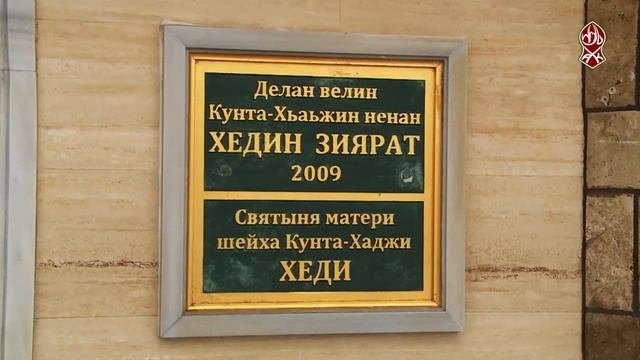 Делан велин
Кунта-Хьаьжин ненан
ХЕДИН ЗИЯРАТ
2009
Святыня матери
шейха Кунта-Хаджи
ХЕДИ